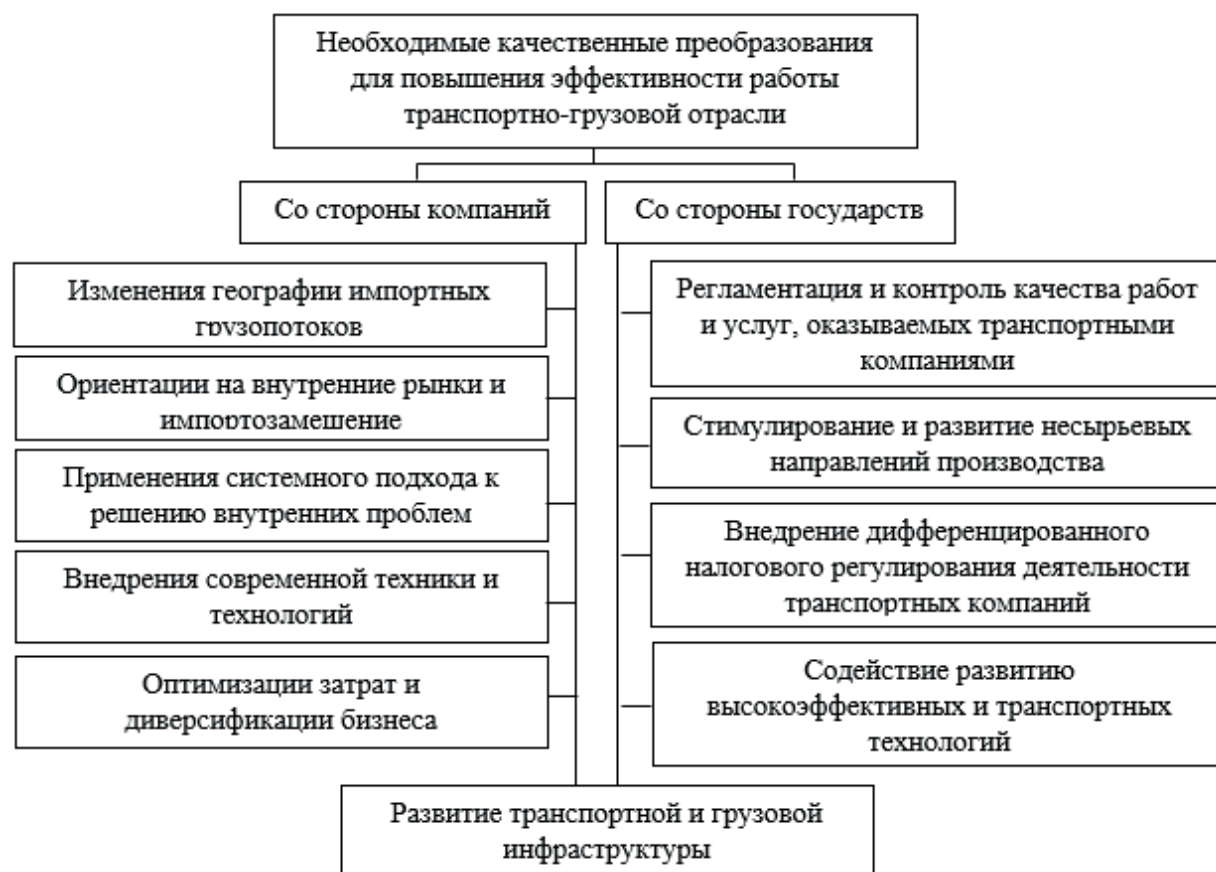 Необходимые качественные преобразования
для повышения эффективности работы
транспортно-грузовой отрасли
Со стороны компаний
Со стороны государств
Изменения географии импортных
грузопотоков
Ориентации на внутренние рынки и
импортозамещение
Применения системного подхода к
решению внутренних проблем
Внедрения современной техники и
технологий
Оптимизации затрат и
диверсификации бизнеса
Регламентация и контроль качества работ
и услуг, оказываемых транспортными
компаниями
Стимулирование и развитие несырьевых
направлений производства
Внедрение дифференцированного
налогового регулирования деятельности
транспортных компаний
Содействие развитию
высокоэффективных и транспортных
технологий
Развитие транспортной и грузовой
инфраструктуры